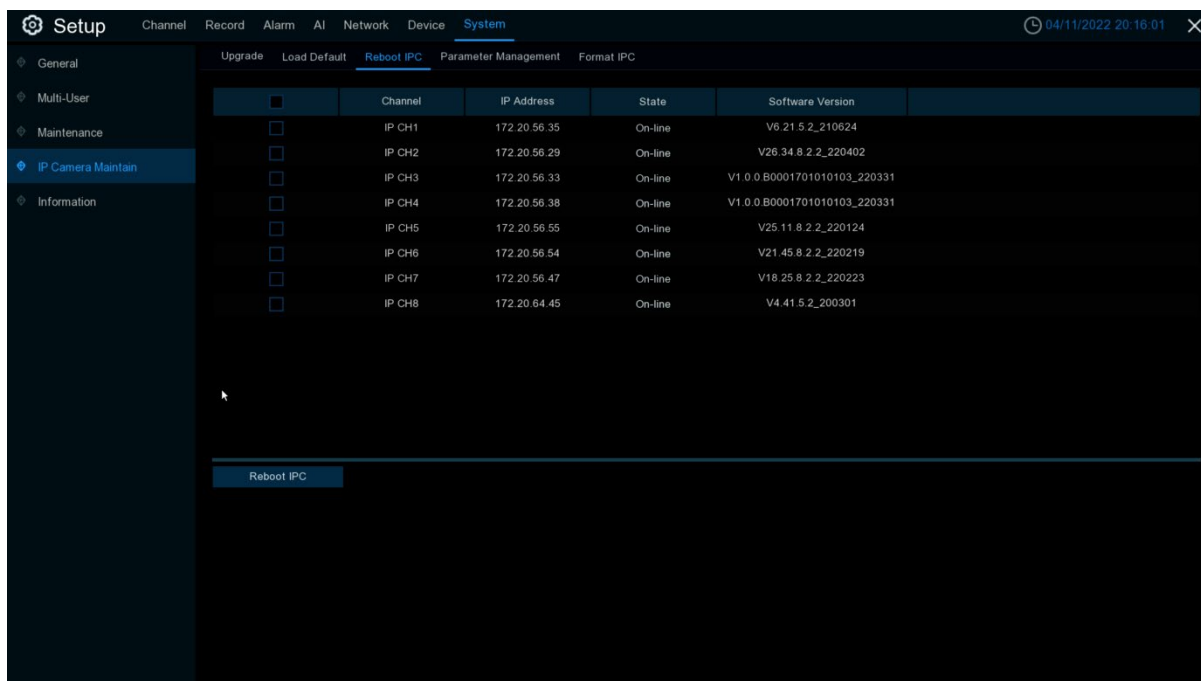 Setup Channel Record Alarm AI Network Device System 04/11/2022 20:16:01
General
Multi-User
Maintenance
IP Camera Maintain
Information
Upgrade Load Default Reboot IPC Parameter Management Format IPC
Channel IP Address State Software Version
IP CH1 172.20.56.35 On-line V6.21.5.2_210624
IP CH2 172.20.56.29 On-line V26.34.8.2.2_220402
IP CH3 172.20.56.33 On-line V1.0.0.B0001701010103_220331
IP CH4 172.20.56.38 On-line V1.0.0.B0001701010103_220331
IP CH5 172.20.56.55 On-line V25.11.8.2.2_220124
IP CH6 172.20.56.54 On-line V21.45.8.2.2_220219
IP CH7 172.20.56.47 On-line V18.25.8.2.2_220223
IP CH8 172.20.64.45 On-line V4.41.5.2_200301
Reboot IPC